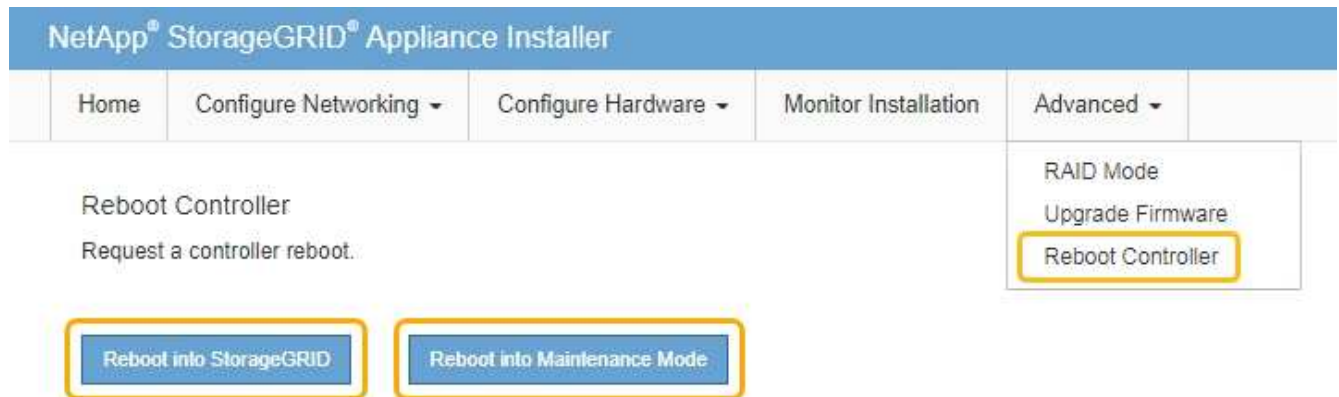 NetApp® StorageGRID® Appliance Installer
Home Configure Networking Configure Hardware Monitor Installation Advanced
RAID Mode
Upgrade Firmware
Reboot Controller
Reboot Controller
Request a controller reboot.
Reboot into StorageGRID Reboot into Maintenance Mode